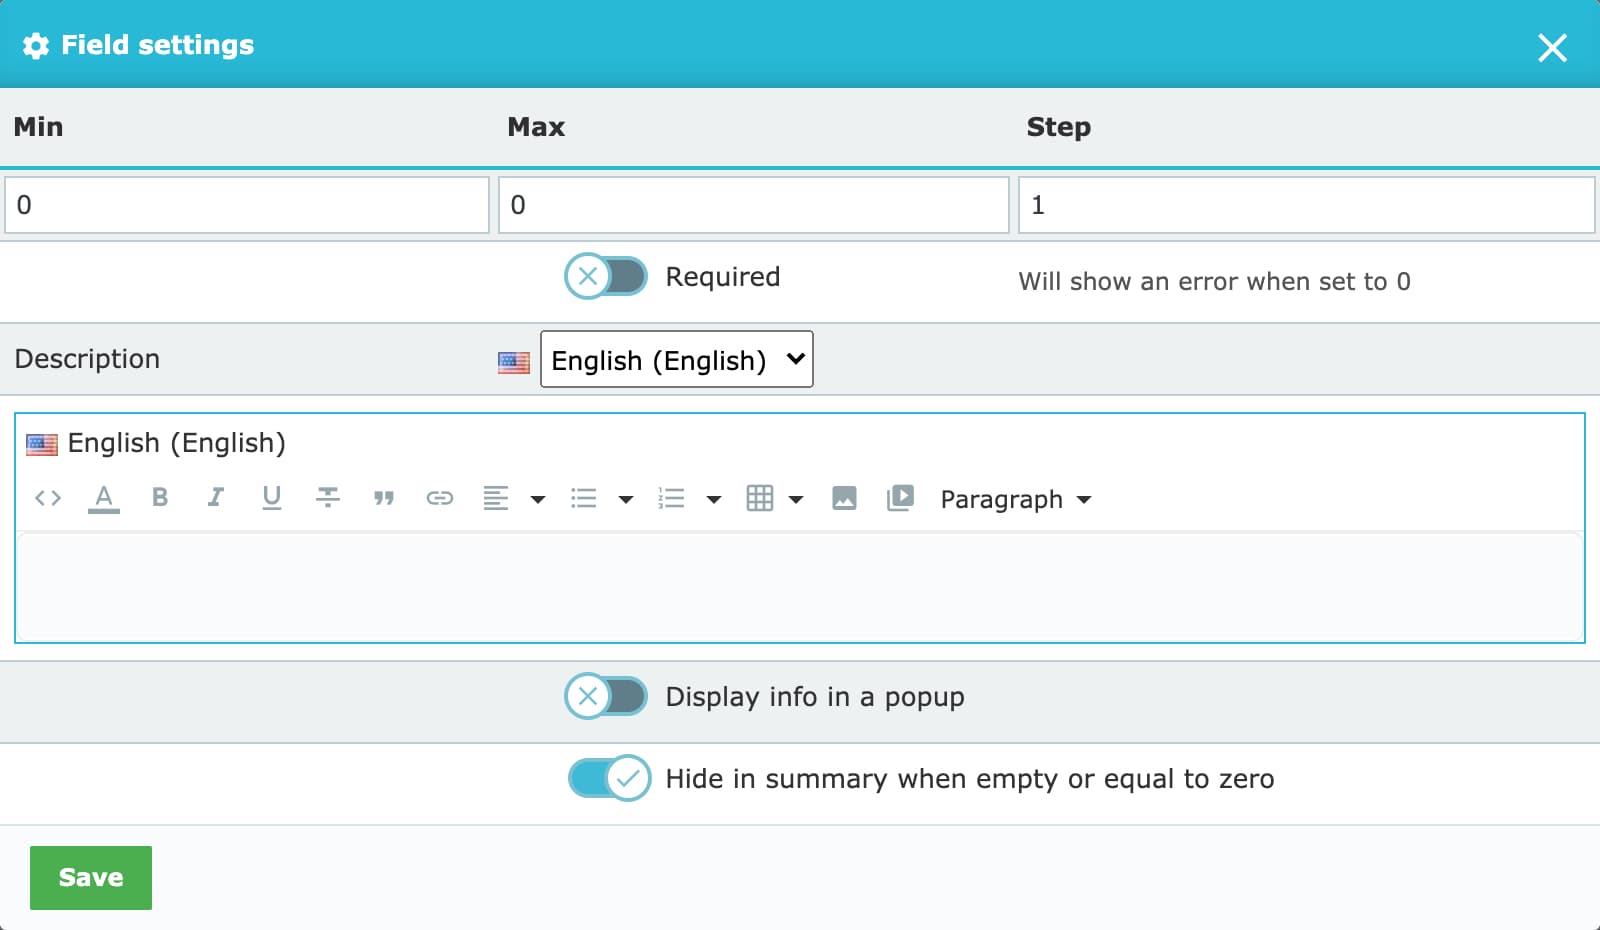 Field settings
Min Max Step
0 0 1
Required Will show an error when set to 0
Description English (English)
English (English)
Paragraph
Display info in a popup
Hide in summary when empty or equal to zero
Save